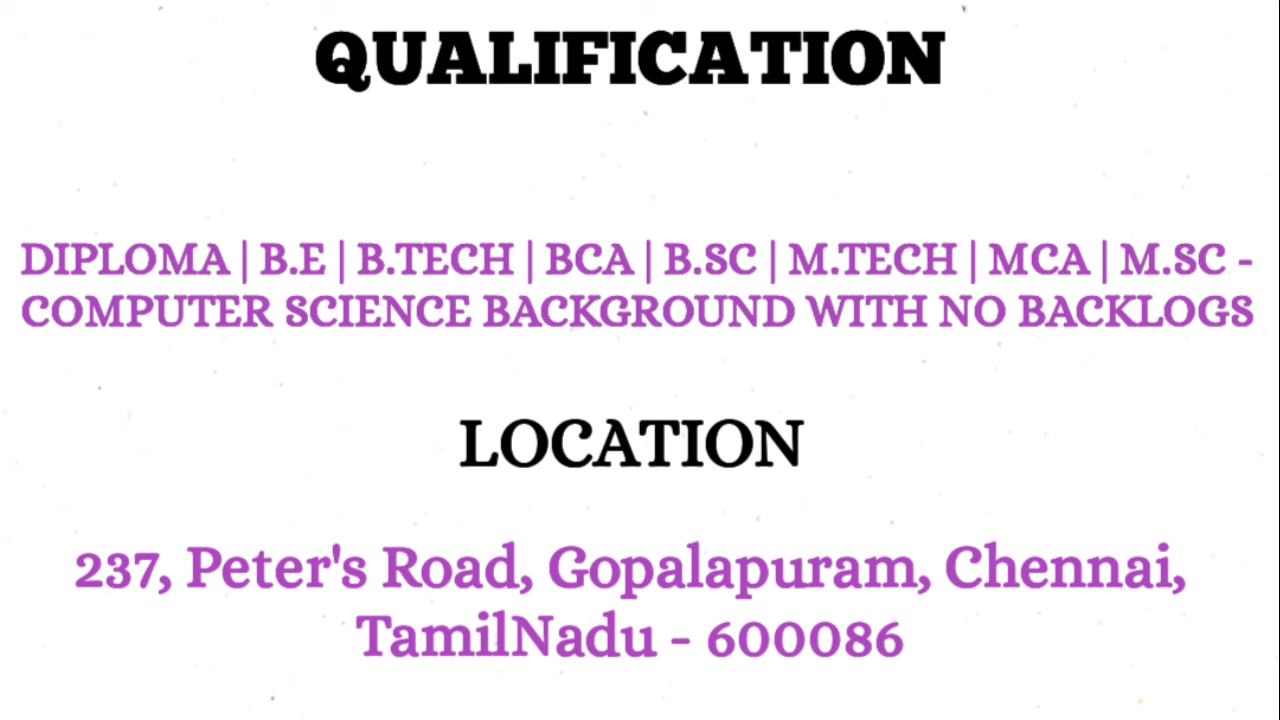 QUALIFICATION
DIPLOMA | B.E | B.TECH | BCA | B.SC | M.TECH | MCA | M.SC -
COMPUTER SCIENCE BACKGROUND WITH NO BACKLOGS
LOCATION
237, Peter's Road, Gopalapuram, Chennai,
TamilNadu - 600086